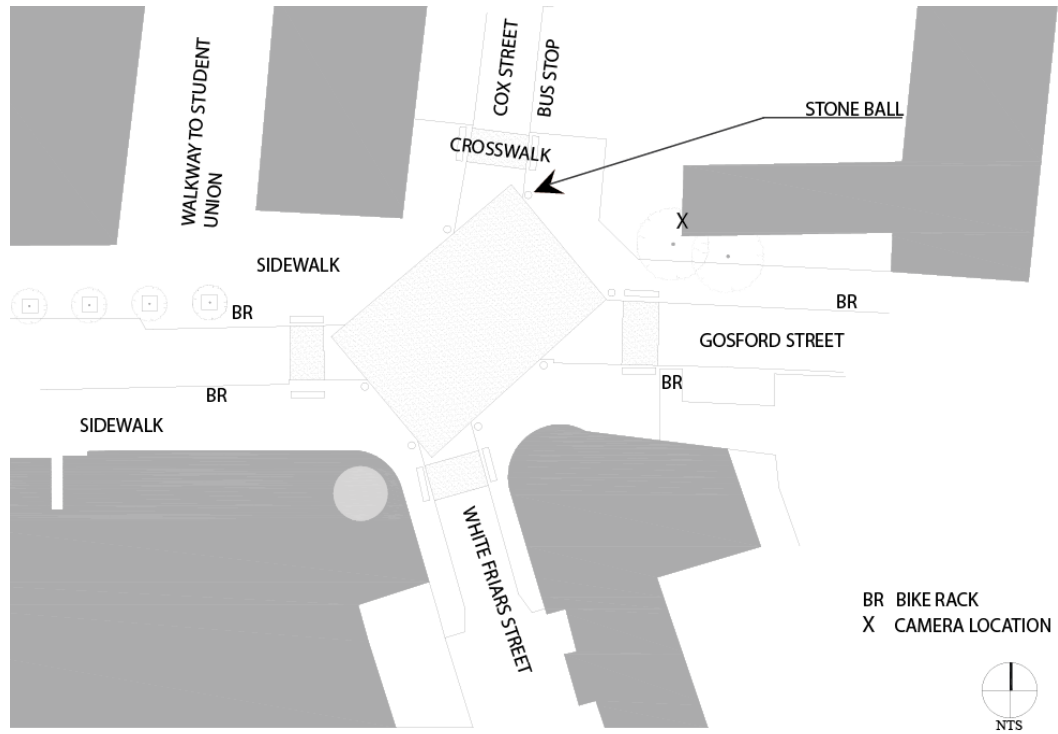 WALKWAY TO STUDENT
UNION
COX STREET
BUS STOP
STONE BALL
CROSSWALK
X
SIDEWALK
BR
BR
GOSFORD STREET
BR
BR
SIDEWALK
WHITE FRIARS STREET
BR BIKE RACK
X CAMERA LOCATION
NTS